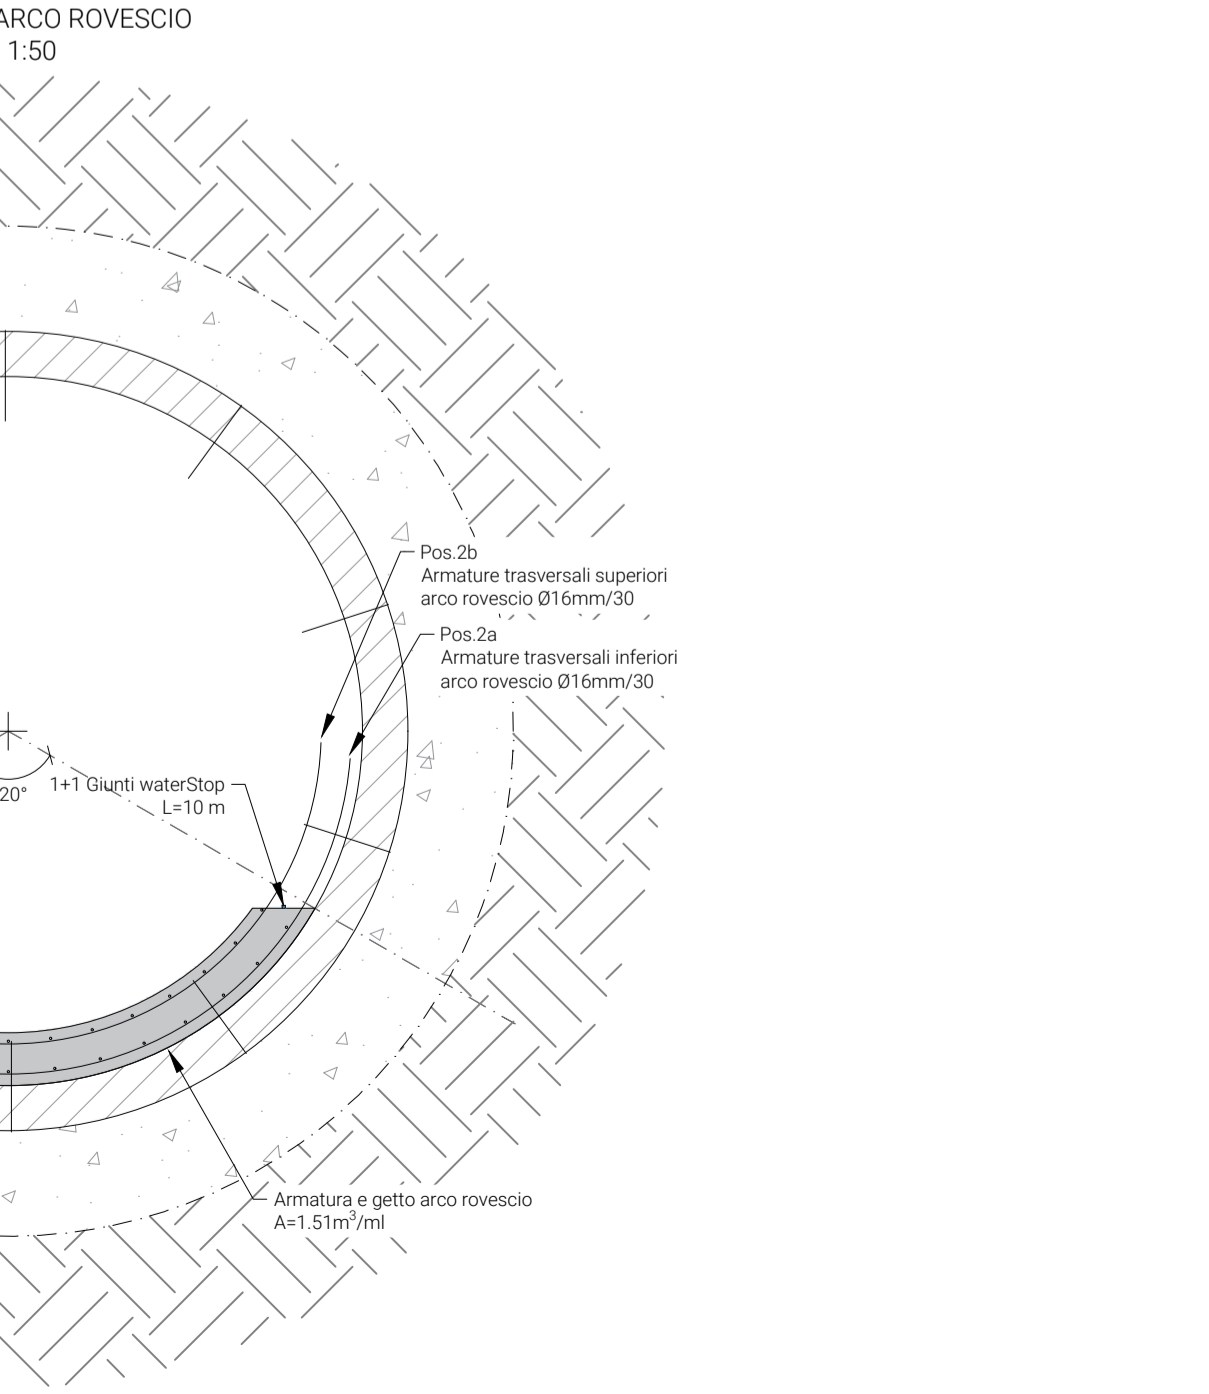 ARCO ROVESCIO
1:50
Pos.2b
Armature trasversali superiori
arco rovescio Ø16mm/30
Pos.2a
Armature trasversali inferiori
arco rovescio Ø16mm/30
20°
1+1 Giunti waterStop
L=10 m
Armatura e getto arco rovescio
A=1.51m³/ml